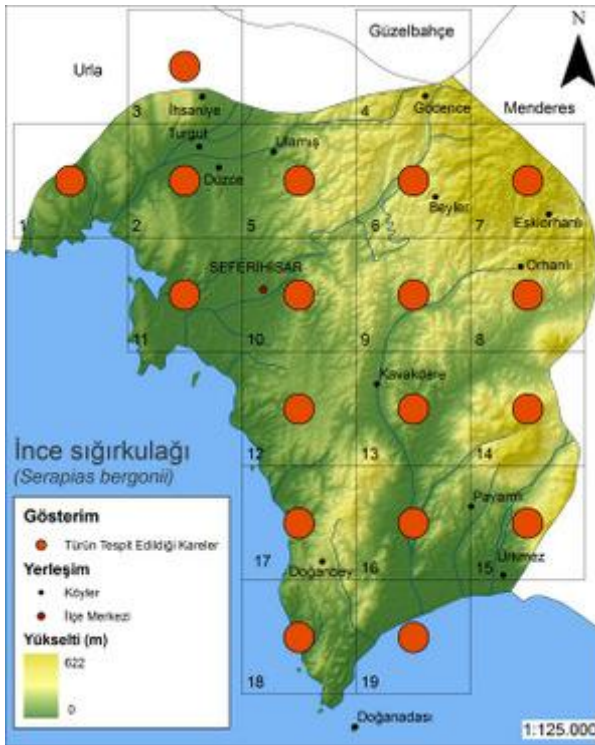 Güzelbahçe
N
Urla
3
İhsaniye
4
Gödence
Menderes
Turgut
Ulamış
Düzce
Beyler
Eskiorhanlı
1
2
5
6
7
SEFERİHİSAR
Orhanlı
11
10
9
8
Kavakdere
İnce sığırkulağı
(Serapias bergonii)
12
13
14
Payamlı
Gösterim
Türün Tespit Edildiği Kareler
Yerleşim
Köyler
İlçe Merkezi
Yükselti (m)
622
0
17
Doğanbey
16
15
Ürkmez
18
19
Doğanadası
1:125.000